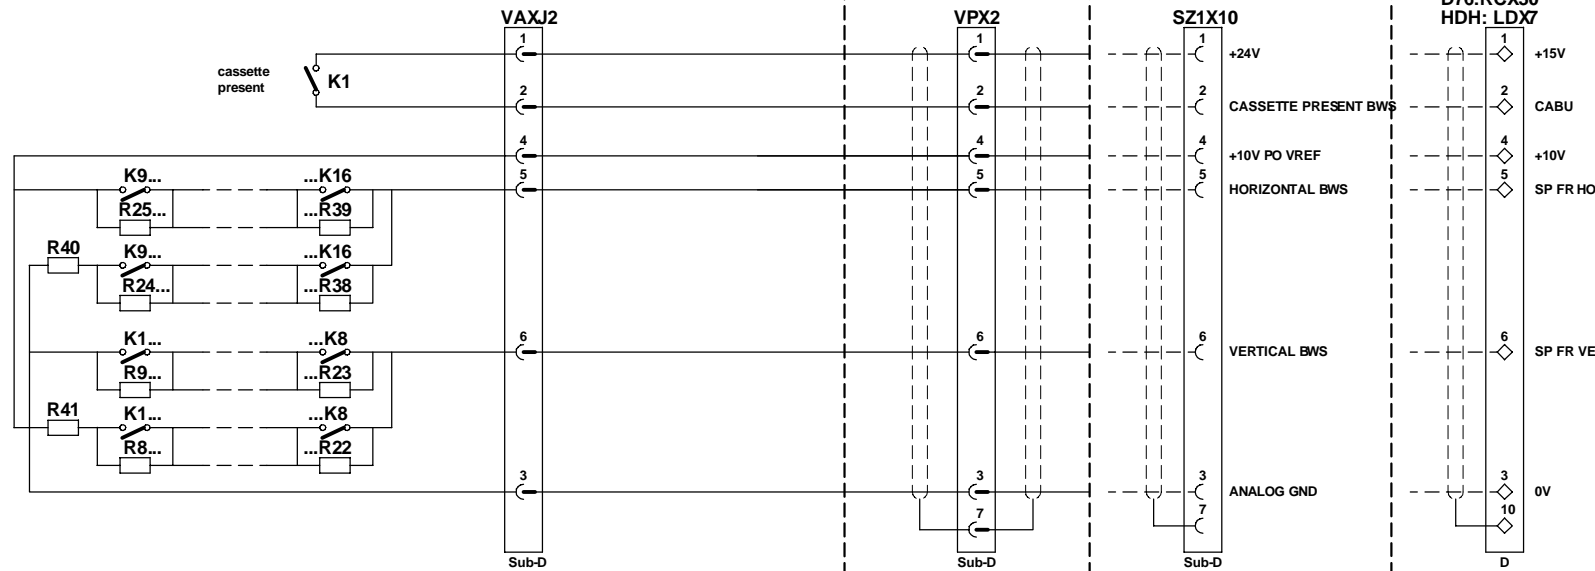 HDH: LDX7
VAXJ2 VPX2 SZ1X10
1 1 1 1
+24V +15V
cassette
present
K1
2 2 2 2
CASSETTE PRESENT BWS CABU
4 4 4 4
+10V PO VREF +10V
K9... ...K16 5 5 5 5
HORIZONTAL BWS SP FR HO
R25... ...R39
R40 K9... ...K16
R24... ...R38
K1... ...K8 6 6 6 6
VERTICAL BWS SP FR VE
R9... ...R23
R41 K1... ...K8
R8... ...R22
3 3 3 3
ANALOG GND 0V
7 7 10
Sub-D Sub-D Sub-D D